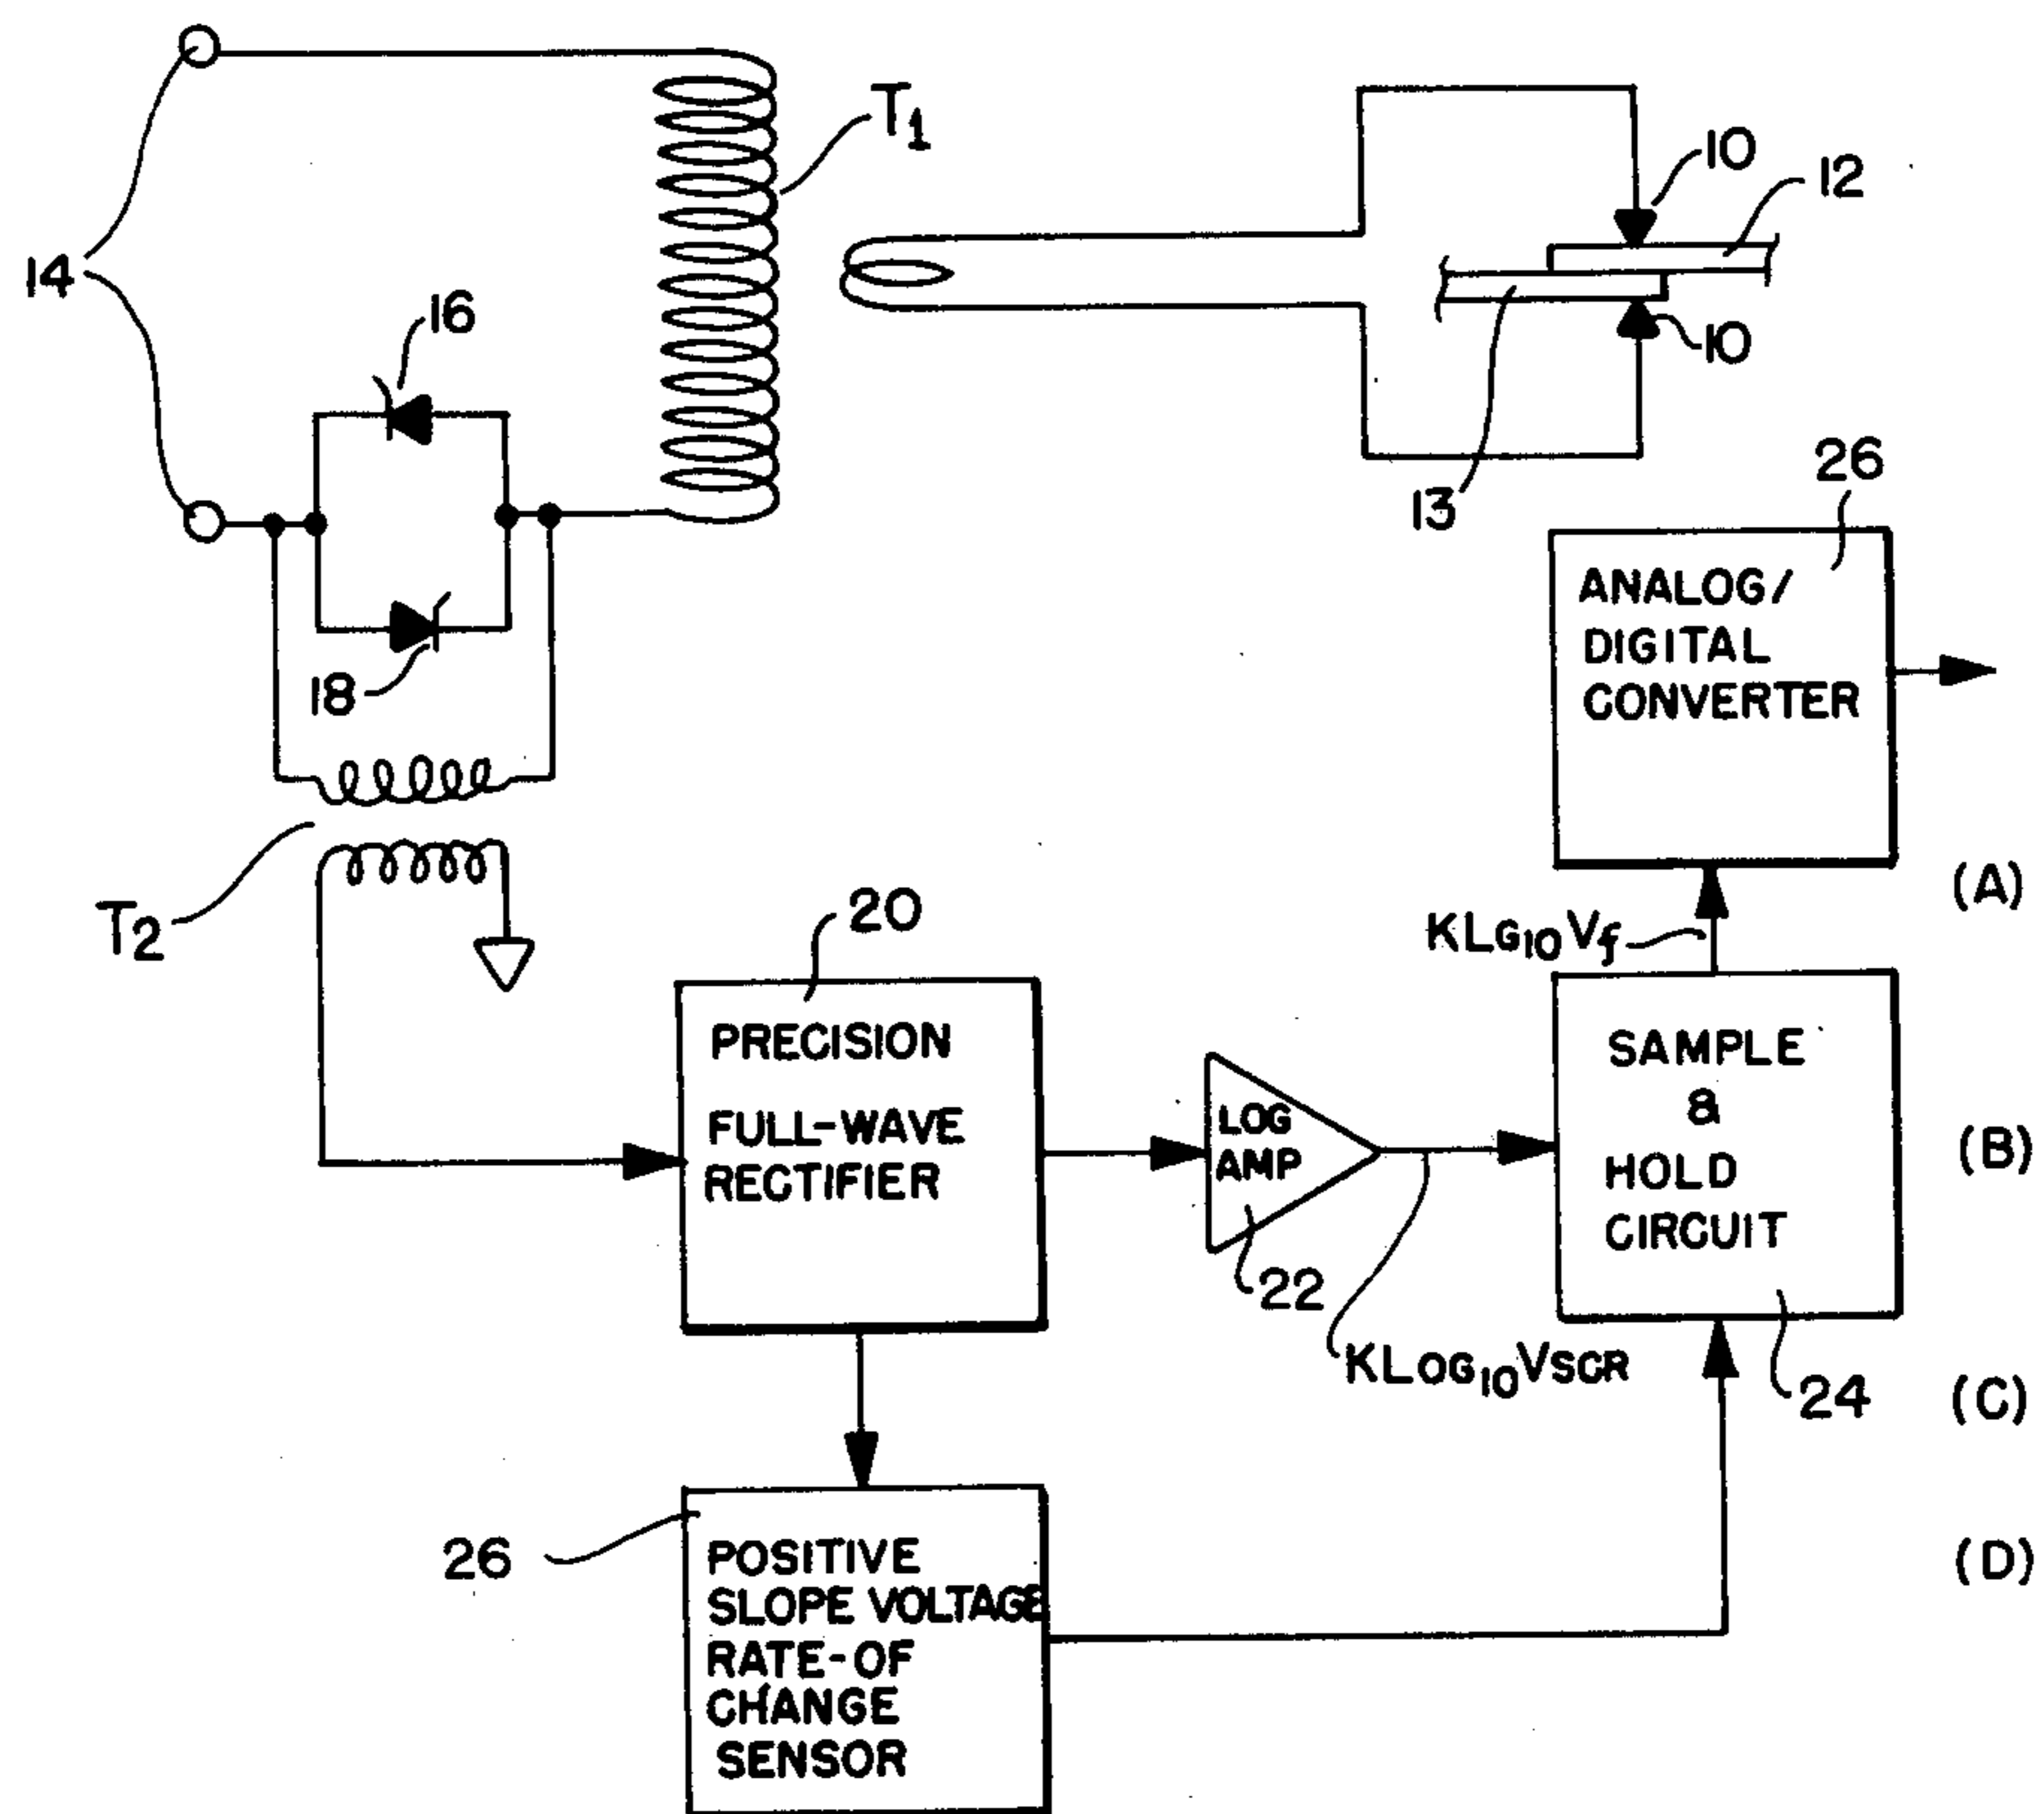 T1
10
12
14
16
10
13
18
26
ANALOG/
DIGITAL
CONVERTER
T2
20
KLG10Vf
(A)
PRECISION
FULL-WAVE
RECTIFIER
LOG
AMP
22
KLOG10VSCR
SAMPLE
&
HOLD
CIRCUIT
24
(B)
(C)
26
POSITIVE
SLOPE VOLTAGE
RATE-OF
CHANGE
SENSOR
(D)